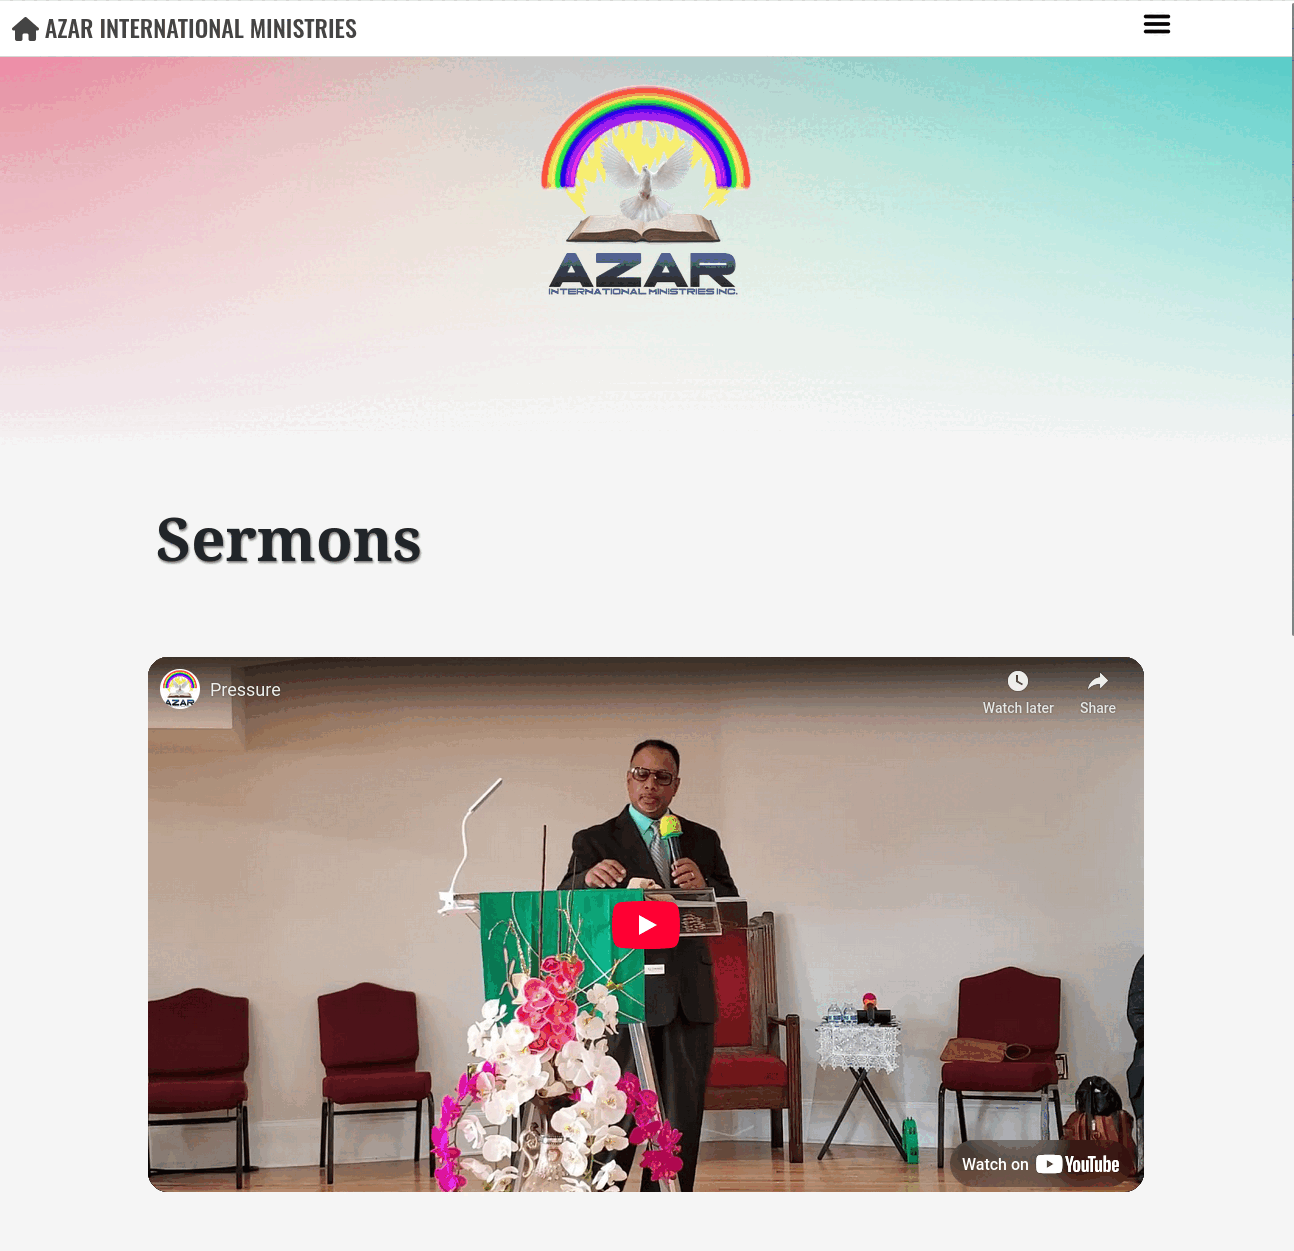 AZAR INTERNATIONAL MINISTRIES
AZAR
INTERNATIONAL MINISTRIES INC.
Sermons
AZAR
Pressure
Watch later
Share
Watch on YouTube